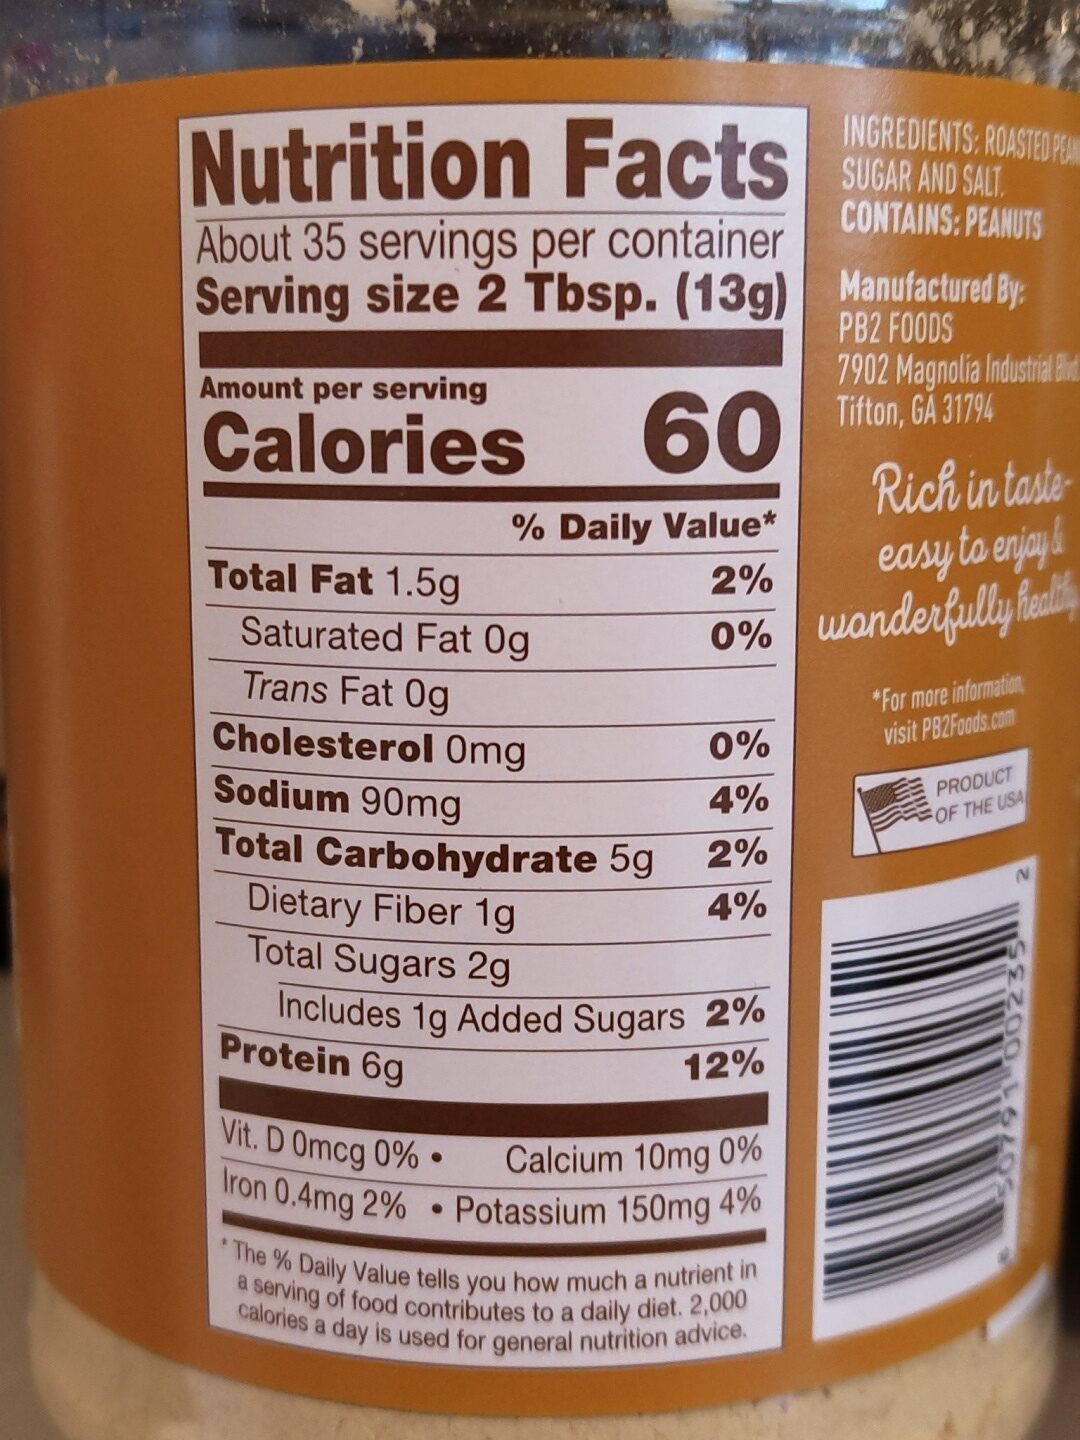 Nutrition Facts
About 35 servings per container
Serving size 2 Tbsp. (13g)
Amount per serving
Calories 60
% Daily Value*
Total Fat 1.5g 2%
Saturated Fat 0g 0%
Trans Fat 0g
Cholesterol 0mg 0%
Sodium 90mg 4%
Total Carbohydrate 5g 2%
Dietary Fiber 1g 4%
Total Sugars 2g
Includes 1g Added Sugars 2%
Protein 6g 12%
Vit. D 0mcg 0% • Calcium 10mg 0%
Iron 0.4mg 2% • Potassium 150mg 4%
* The % Daily Value tells you how much a nutrient in
a serving of food contributes to a daily diet. 2,000
calories a day is used for general nutrition advice.
INGREDIENTS: ROASTED
SUGAR AND SALT.
CONTAINS: PEANUTS
Manufactured By:
PB2 FOODS
7902 Magnolia Industrial Blvd
Tifton, GA 31794
Rich in taste-
easy to enjoy &
wonderfully healthy
*For more information,
visit PB2Foods.com
PRODUCT
OF THE USA
8 50791 00235 2